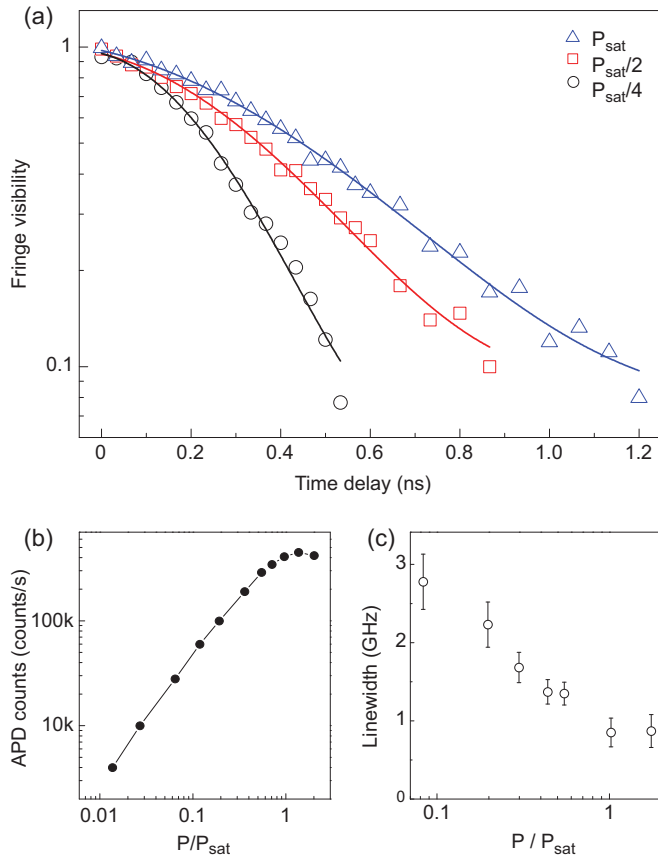 (a)
P_sat
P_sat/2
P_sat/4
1
0.1
Fringe visibility
0 0.2 0.4 0.6 0.8 1.0 1.2
Time delay (ns)
(b)
100k
10k
APD counts (counts/s)
0.01 0.1 1
P/P_sat
(c)
3
2
1
0
Linewidth (GHz)
0.1 1
P / P_sat